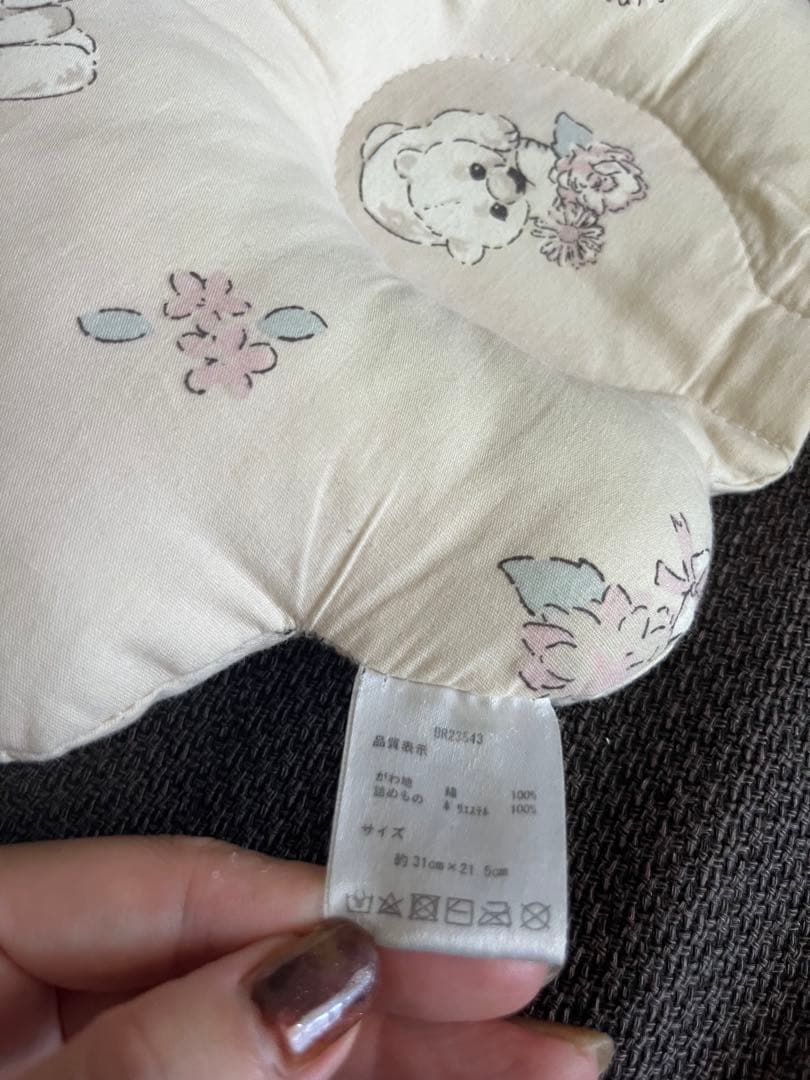 品質表示 BR23543
がわ地 綿 100%
詰めもの ポリエステル 100%
サイズ
約31cm×21.5cm